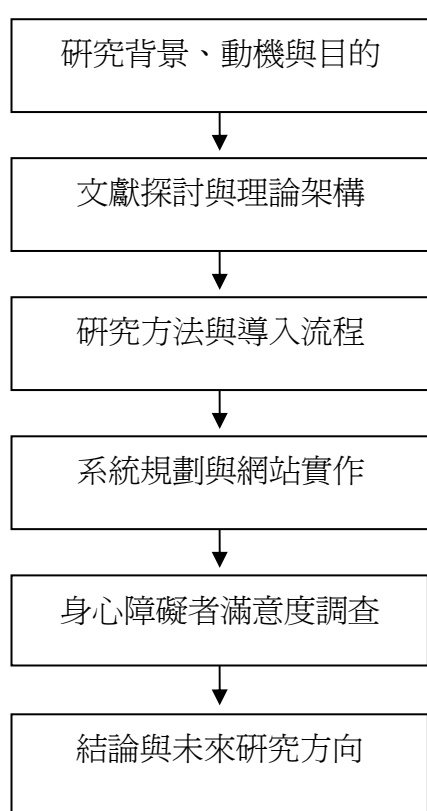 研究背景、動機與目的
文獻探討與理論架構
研究方法與導入流程
系統規劃與網站實作
身心障礙者滿意度調查
結論與未來研究方向